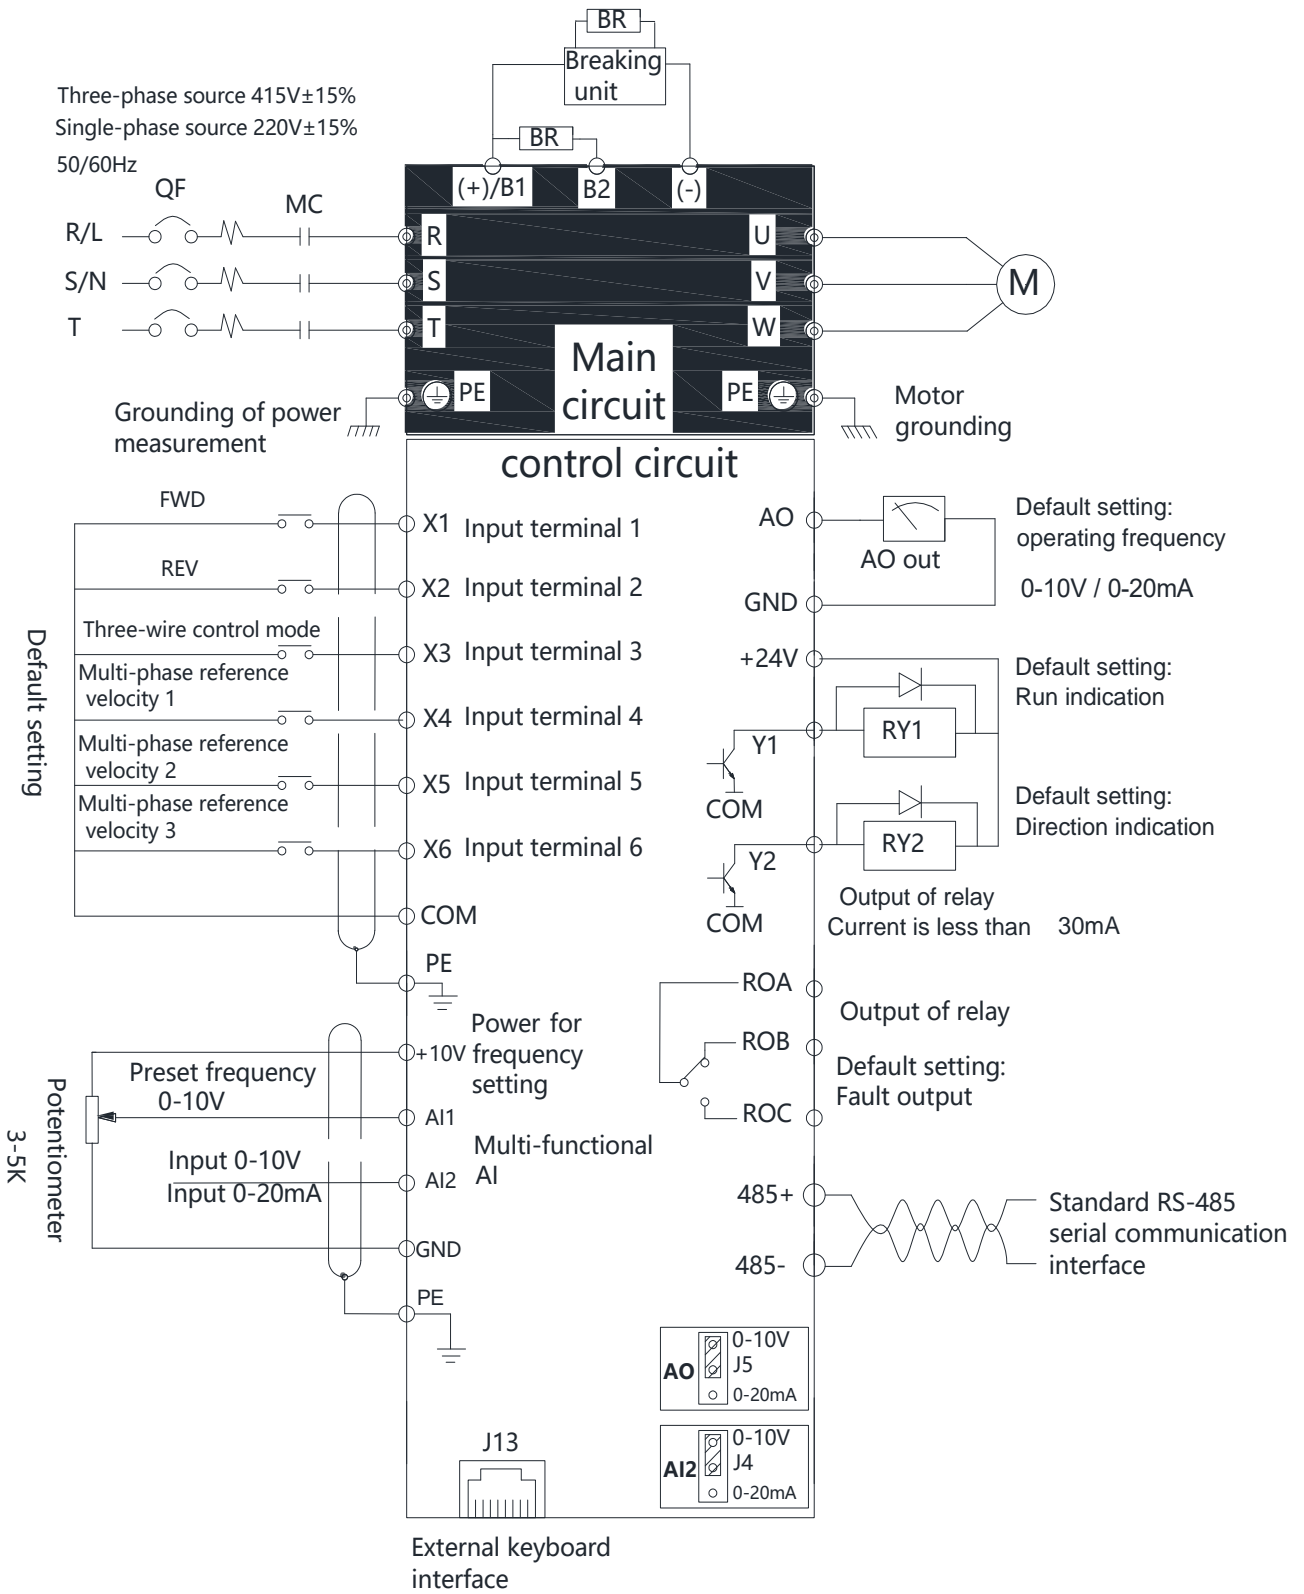 BR
Breaking
unit
Three-phase source 415V±15%
Single-phase source 220V±15%
50/60Hz
BR
QF
MC
(+)/B1
B2
(-)
R/L
R
U
S/N
S
V
M
T
T
W
Main
circuit
PE
PE
Grounding of power
measurement
Motor
grounding
control circuit
FWD
X1 Input terminal 1
REV
X2 Input terminal 2
Three-wire control mode
X3 Input terminal 3
Multi-phase reference
velocity 1
X4 Input terminal 4
Multi-phase reference
velocity 2
X5 Input terminal 5
Multi-phase reference
velocity 3
X6 Input terminal 6
Default setting
COM
PE
AO
AO out
Default setting:
operating frequency
0-10V / 0-20mA
GND
+24V
Default setting:
Run indication
RY1
Y1
COM
Default setting:
Direction indication
RY2
Y2
COM
Output of relay
Current is less than 30mA
ROA
Output of relay
ROB
Default setting:
Fault output
ROC
Power for
frequency
setting
+10V
Preset frequency
0-10V
AI1
Multi-functional
AI
Input 0-10V
Input 0-20mA
AI2
GND
PE
Potentiometer
3-5K
485+
485-
Standard RS-485
serial communication
interface
AO
0-10V
J5
0-20mA
AI2
0-10V
J4
0-20mA
J13
External keyboard
interface